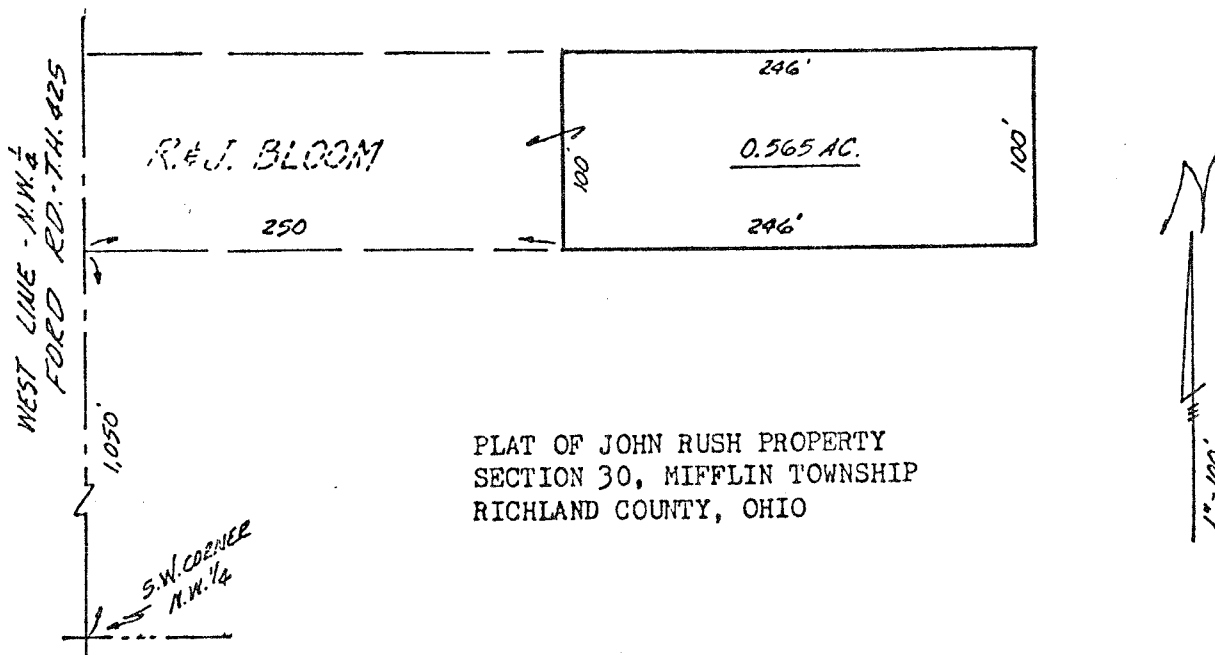 WEST LINE - N.W. 1/4
FORD RD. - T.H. 425
246'
R. & J. BLOOM
100'
0.565 AC.
100'
250
246'
1,050'
PLAT OF JOHN RUSH PROPERTY
SECTION 30, MIFFLIN TOWNSHIP
RICHLAND COUNTY, OHIO
S.W. CORNER
N.W. 1/4
N
1"-100'